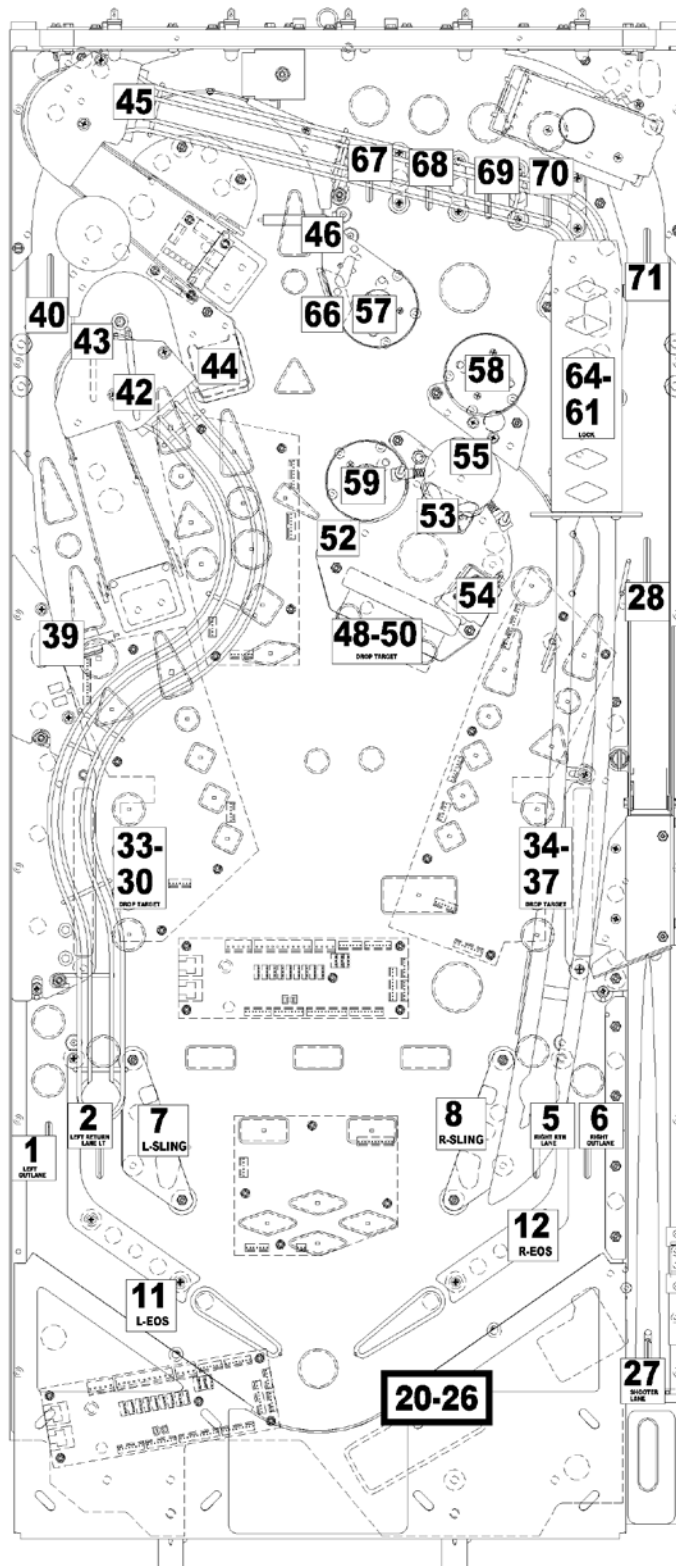 45
67
68
69
70
46
71
40
66
57
43
44
58
42
64-
61
LOCK
55
59
53
52
28
54
39
48-50
DROP TARGET
33-
30
DROP TARGET
34-
37
DROP TARGET
2
LEFT RETURN
LANE LT
7
L-SLING
8
R-SLING
5
RIGHT RTN
LANE
6
RIGHT
OUTLANE
1
LEFT
OUTLANE
12
R-EOS
11
L-EOS
27
SHOOTER
LANE
20-26